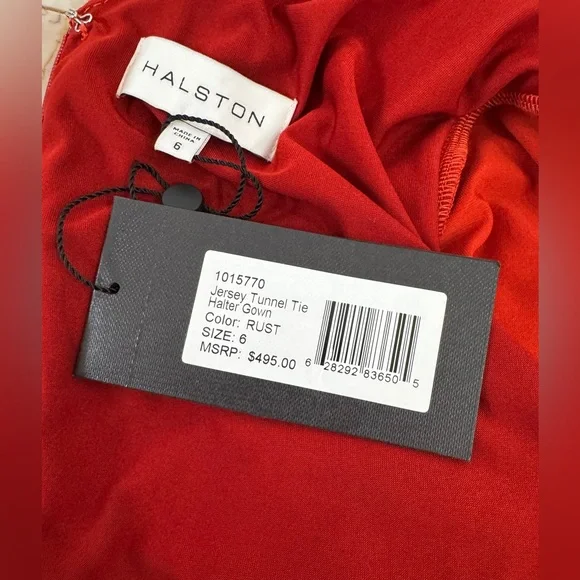 HALSTON
MADE IN
CHINA
6
1015770
Jersey Tunnel Tie
Halter Gown
Color: RUST
SIZE: 6
MSRP: $495.00
6 28292 83650 5